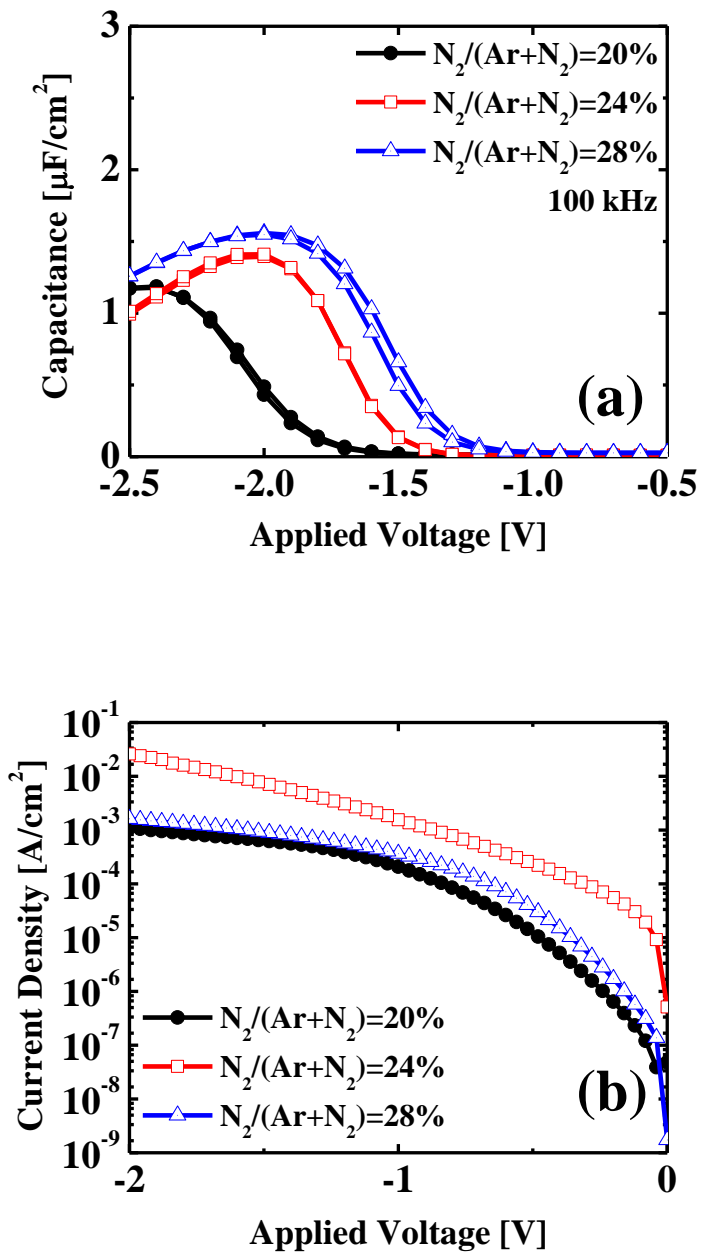 3
N₂/(Ar+N₂)=20%
N₂/(Ar+N₂)=24%
N₂/(Ar+N₂)=28%
100 kHz
2
1
0
Capacitance [μF/cm²]
(a)
-2.5 -2.0 -1.5 -1.0 -0.5
Applied Voltage [V]
10⁻¹
10⁻²
10⁻³
10⁻⁴
10⁻⁵
10⁻⁶
10⁻⁷
10⁻⁸
10⁻⁹
Current Density [A/cm²]
N₂/(Ar+N₂)=20%
N₂/(Ar+N₂)=24%
N₂/(Ar+N₂)=28%
(b)
-2 -1 0
Applied Voltage [V]